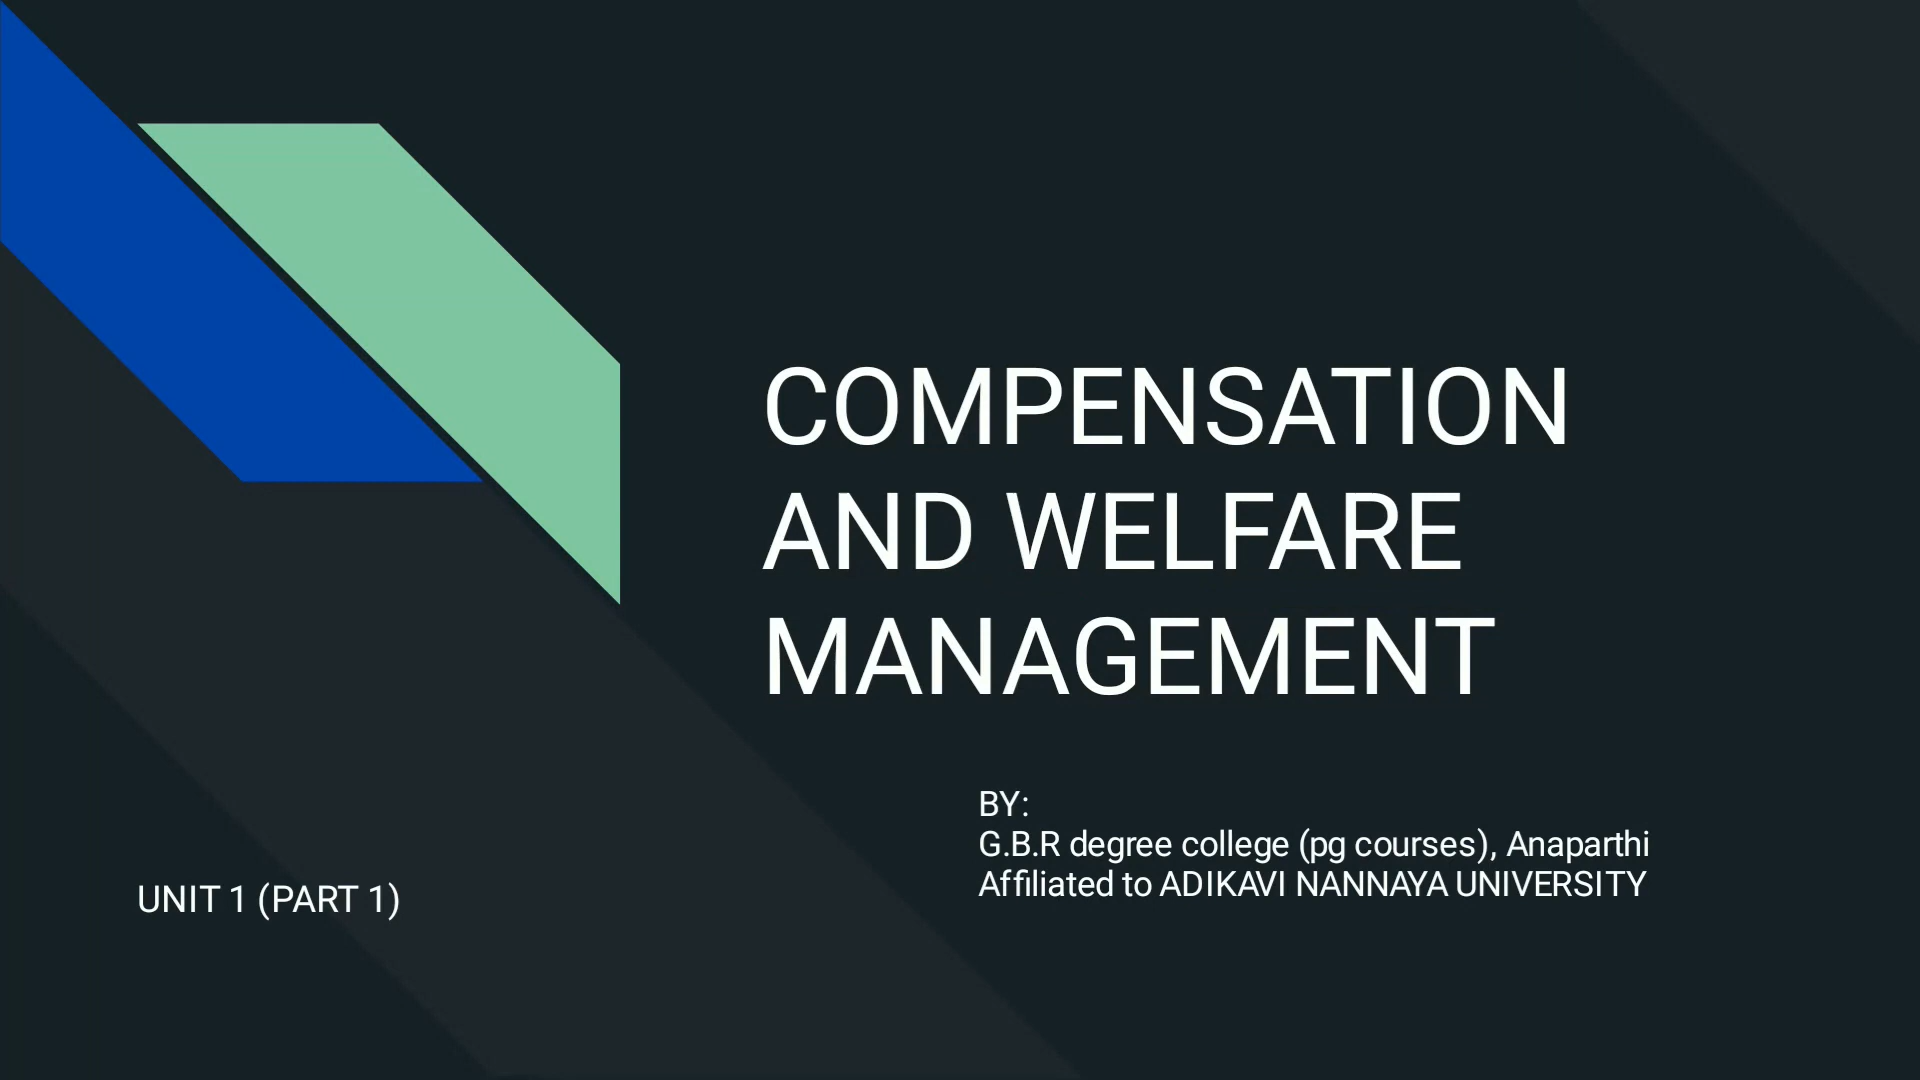 COMPENSATION
AND WELFARE
MANAGEMENT
BY:
G.B.R degree college (pg courses), Anaparthi
Affiliated to ADIKAVI NANNAYA UNIVERSITY
UNIT 1 (PART 1)